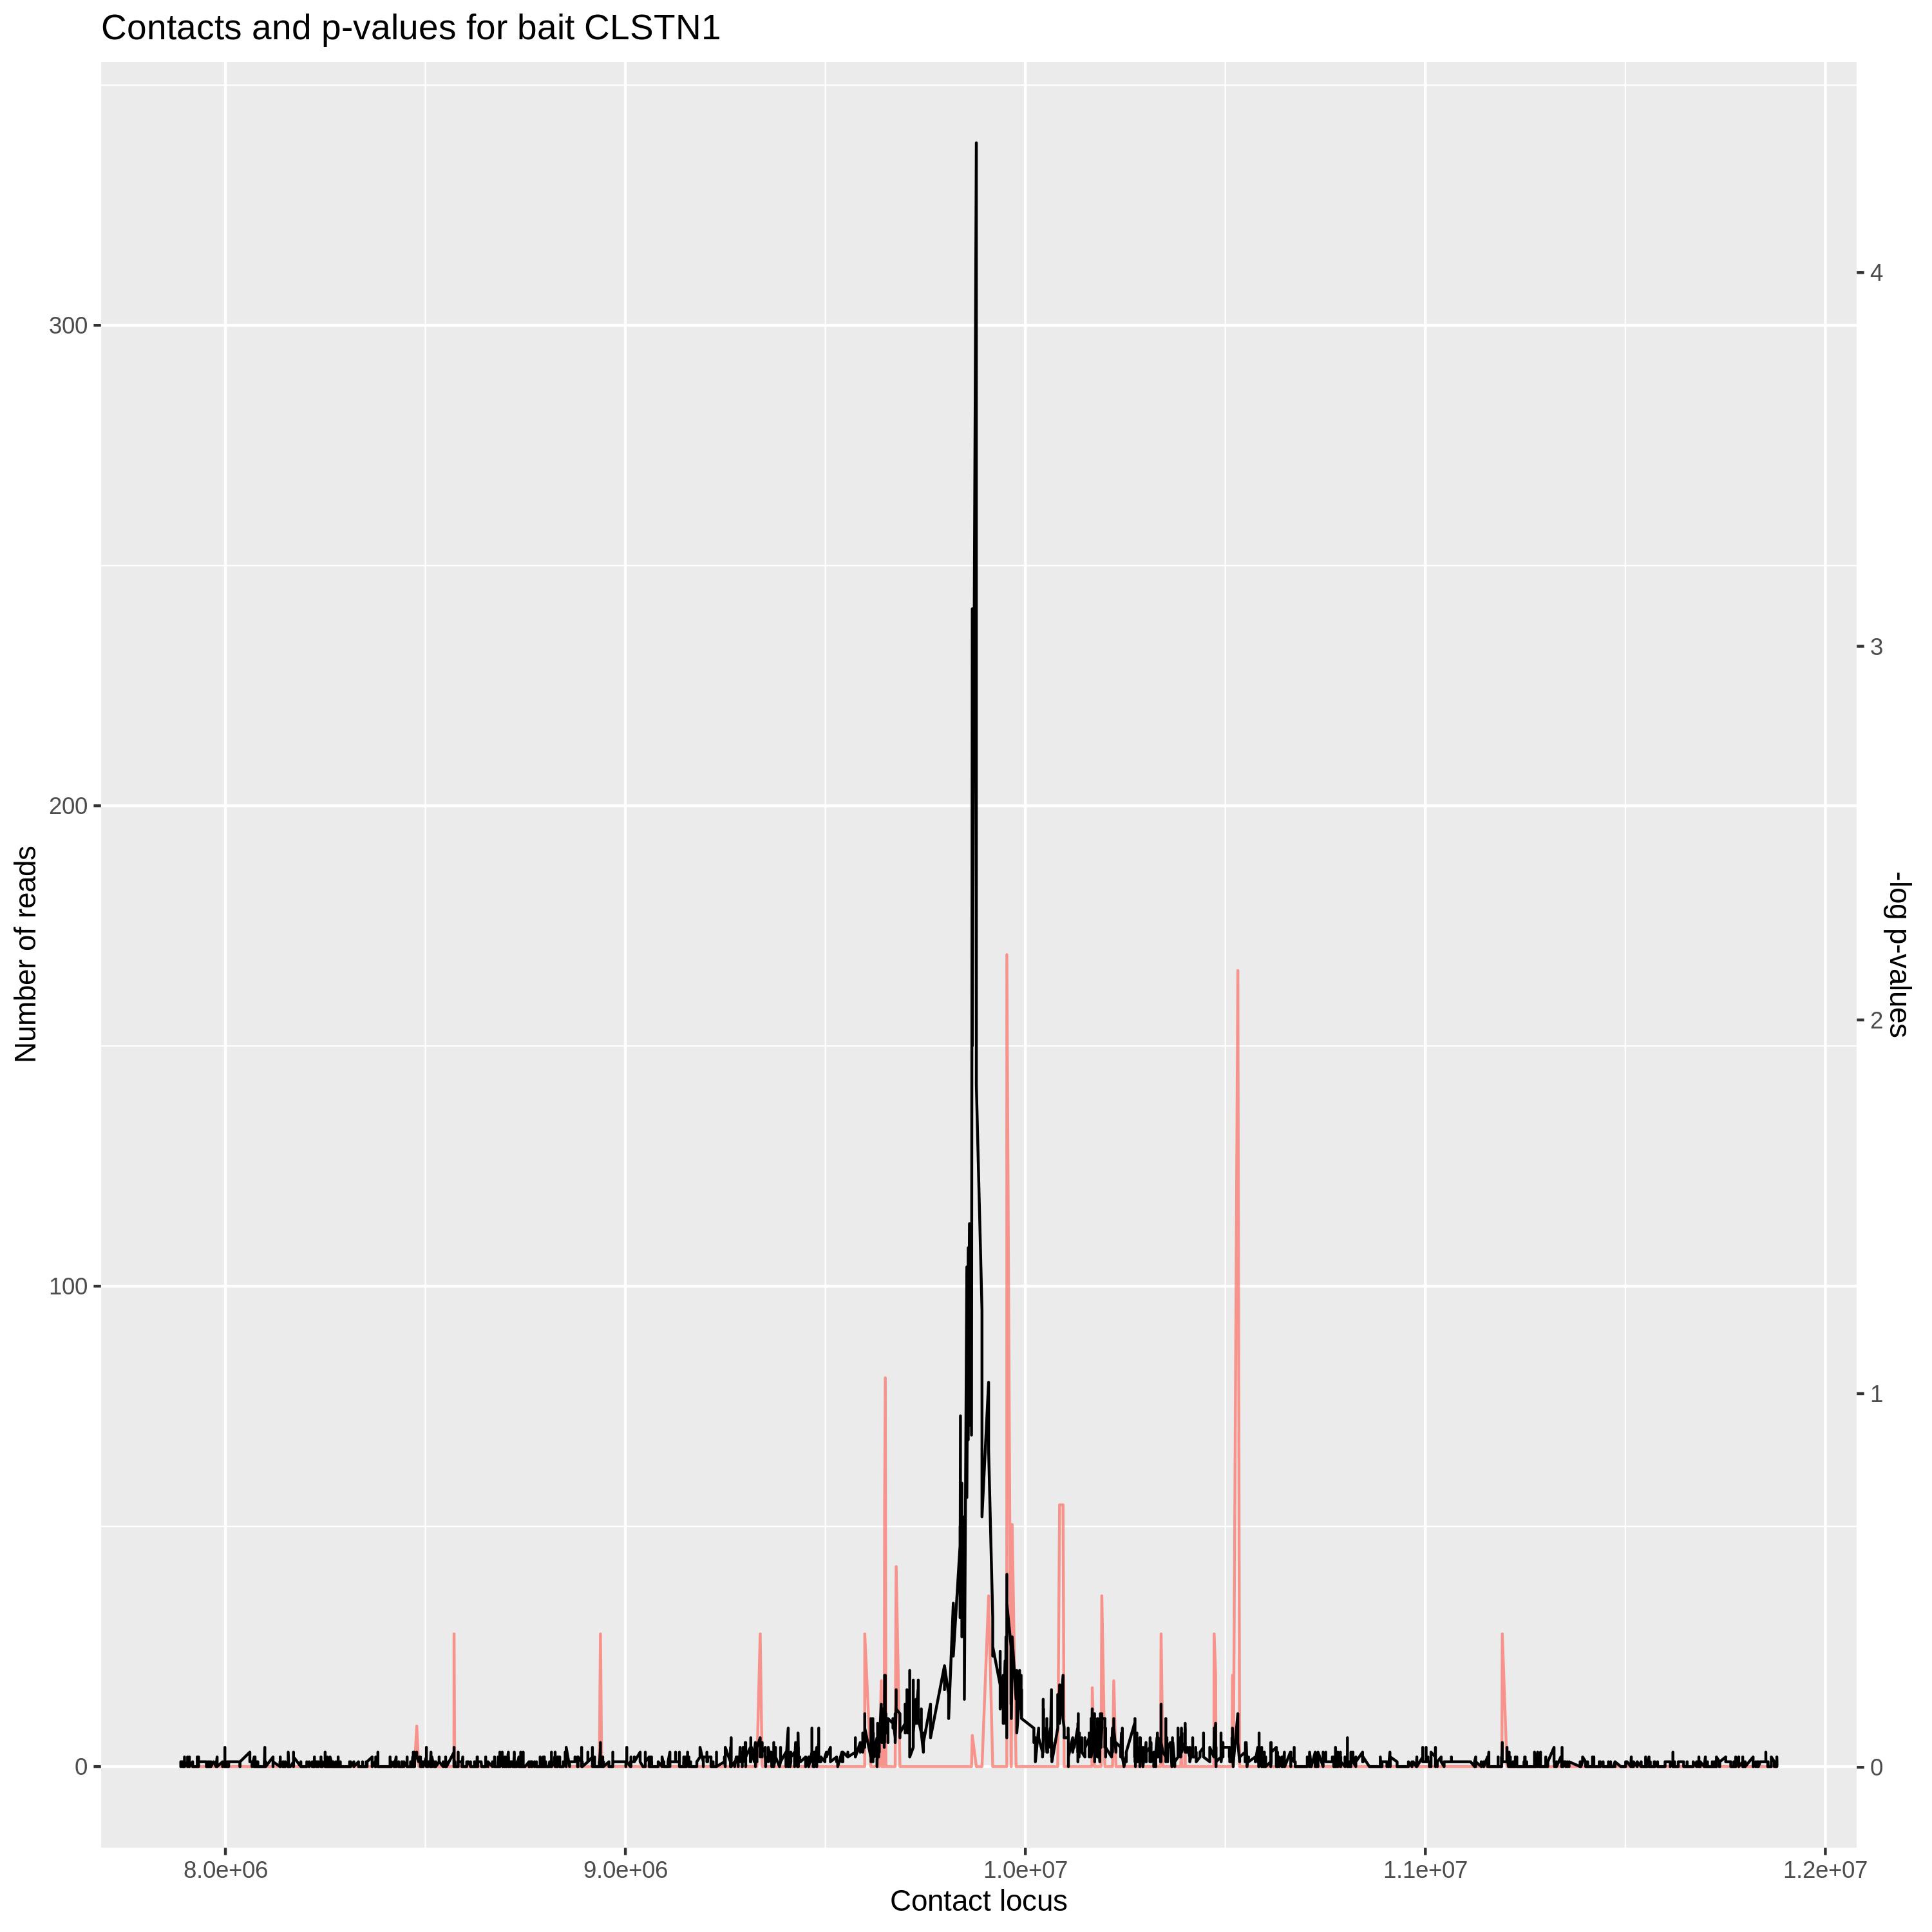 Contacts and p-values for bait CLSTN1
Number of reads
300
200
100
0
4
3
2
1
0
-log p-values
8.0e+06
9.0e+06
1.0e+07
1.1e+07
1.2e+07
Contact locus